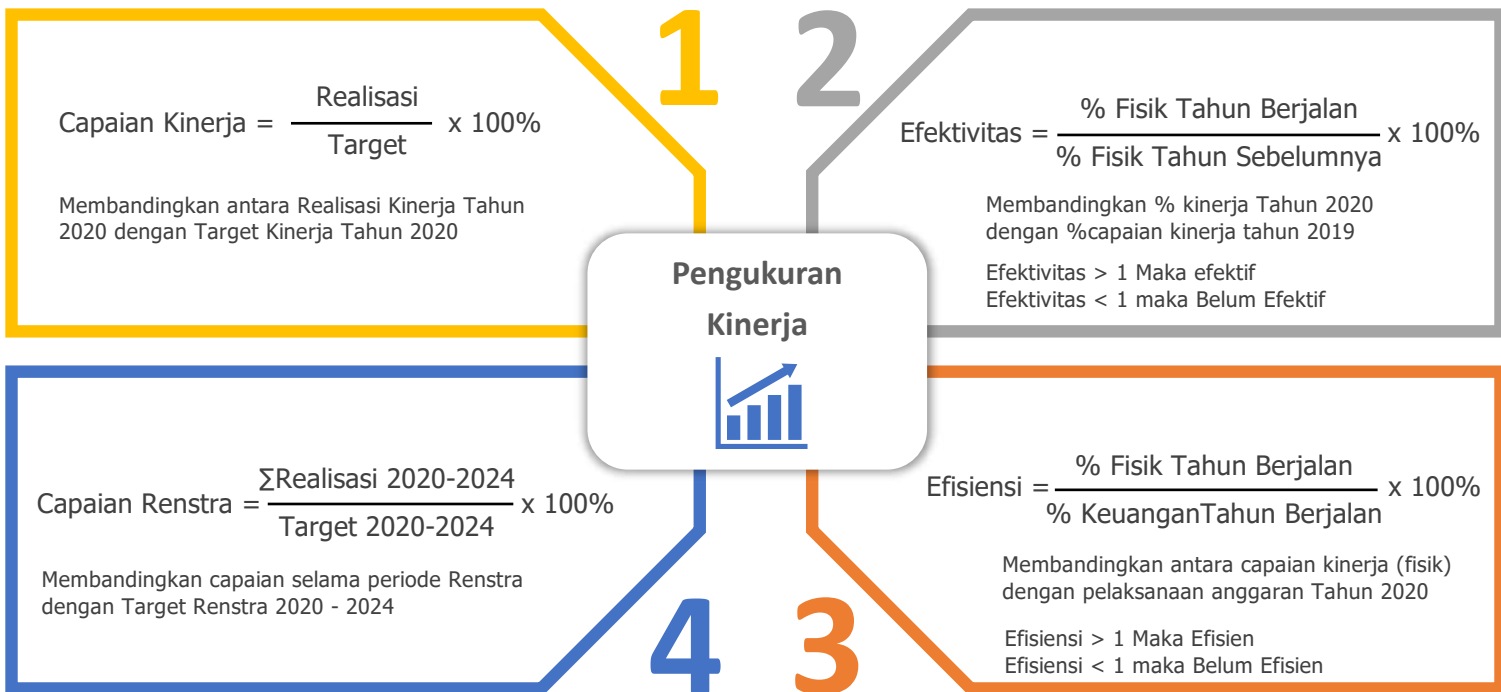 1
Capaian Kinerja = Realisasi x 100%
Target
Membandingkan antara Realisasi Kinerja Tahun
2020 dengan Target Kinerja Tahun 2020
2
Efektivitas = % Fisik Tahun Berjalan x 100%
% Fisik Tahun Sebelumnya
Membandingkan % kinerja Tahun 2020
dengan %capaian kinerja tahun 2019
Efektivitas > 1 Maka efektif
Efektivitas < 1 maka Belum Efektif
Pengukuran
Kinerja
3
Efisiensi = % Fisik Tahun Berjalan x 100%
% KeuanganTahun Berjalan
Membandingkan antara capaian kinerja (fisik)
dengan pelaksanaan anggaran Tahun 2020
Efisiensi > 1 Maka Efisien
Efisiensi < 1 maka Belum Efisien
4
Capaian Renstra = ∑Realisasi 2020-2024 x 100%
Target 2020-2024
Membandingkan capaian selama periode Renstra
dengan Target Renstra 2020 - 2024